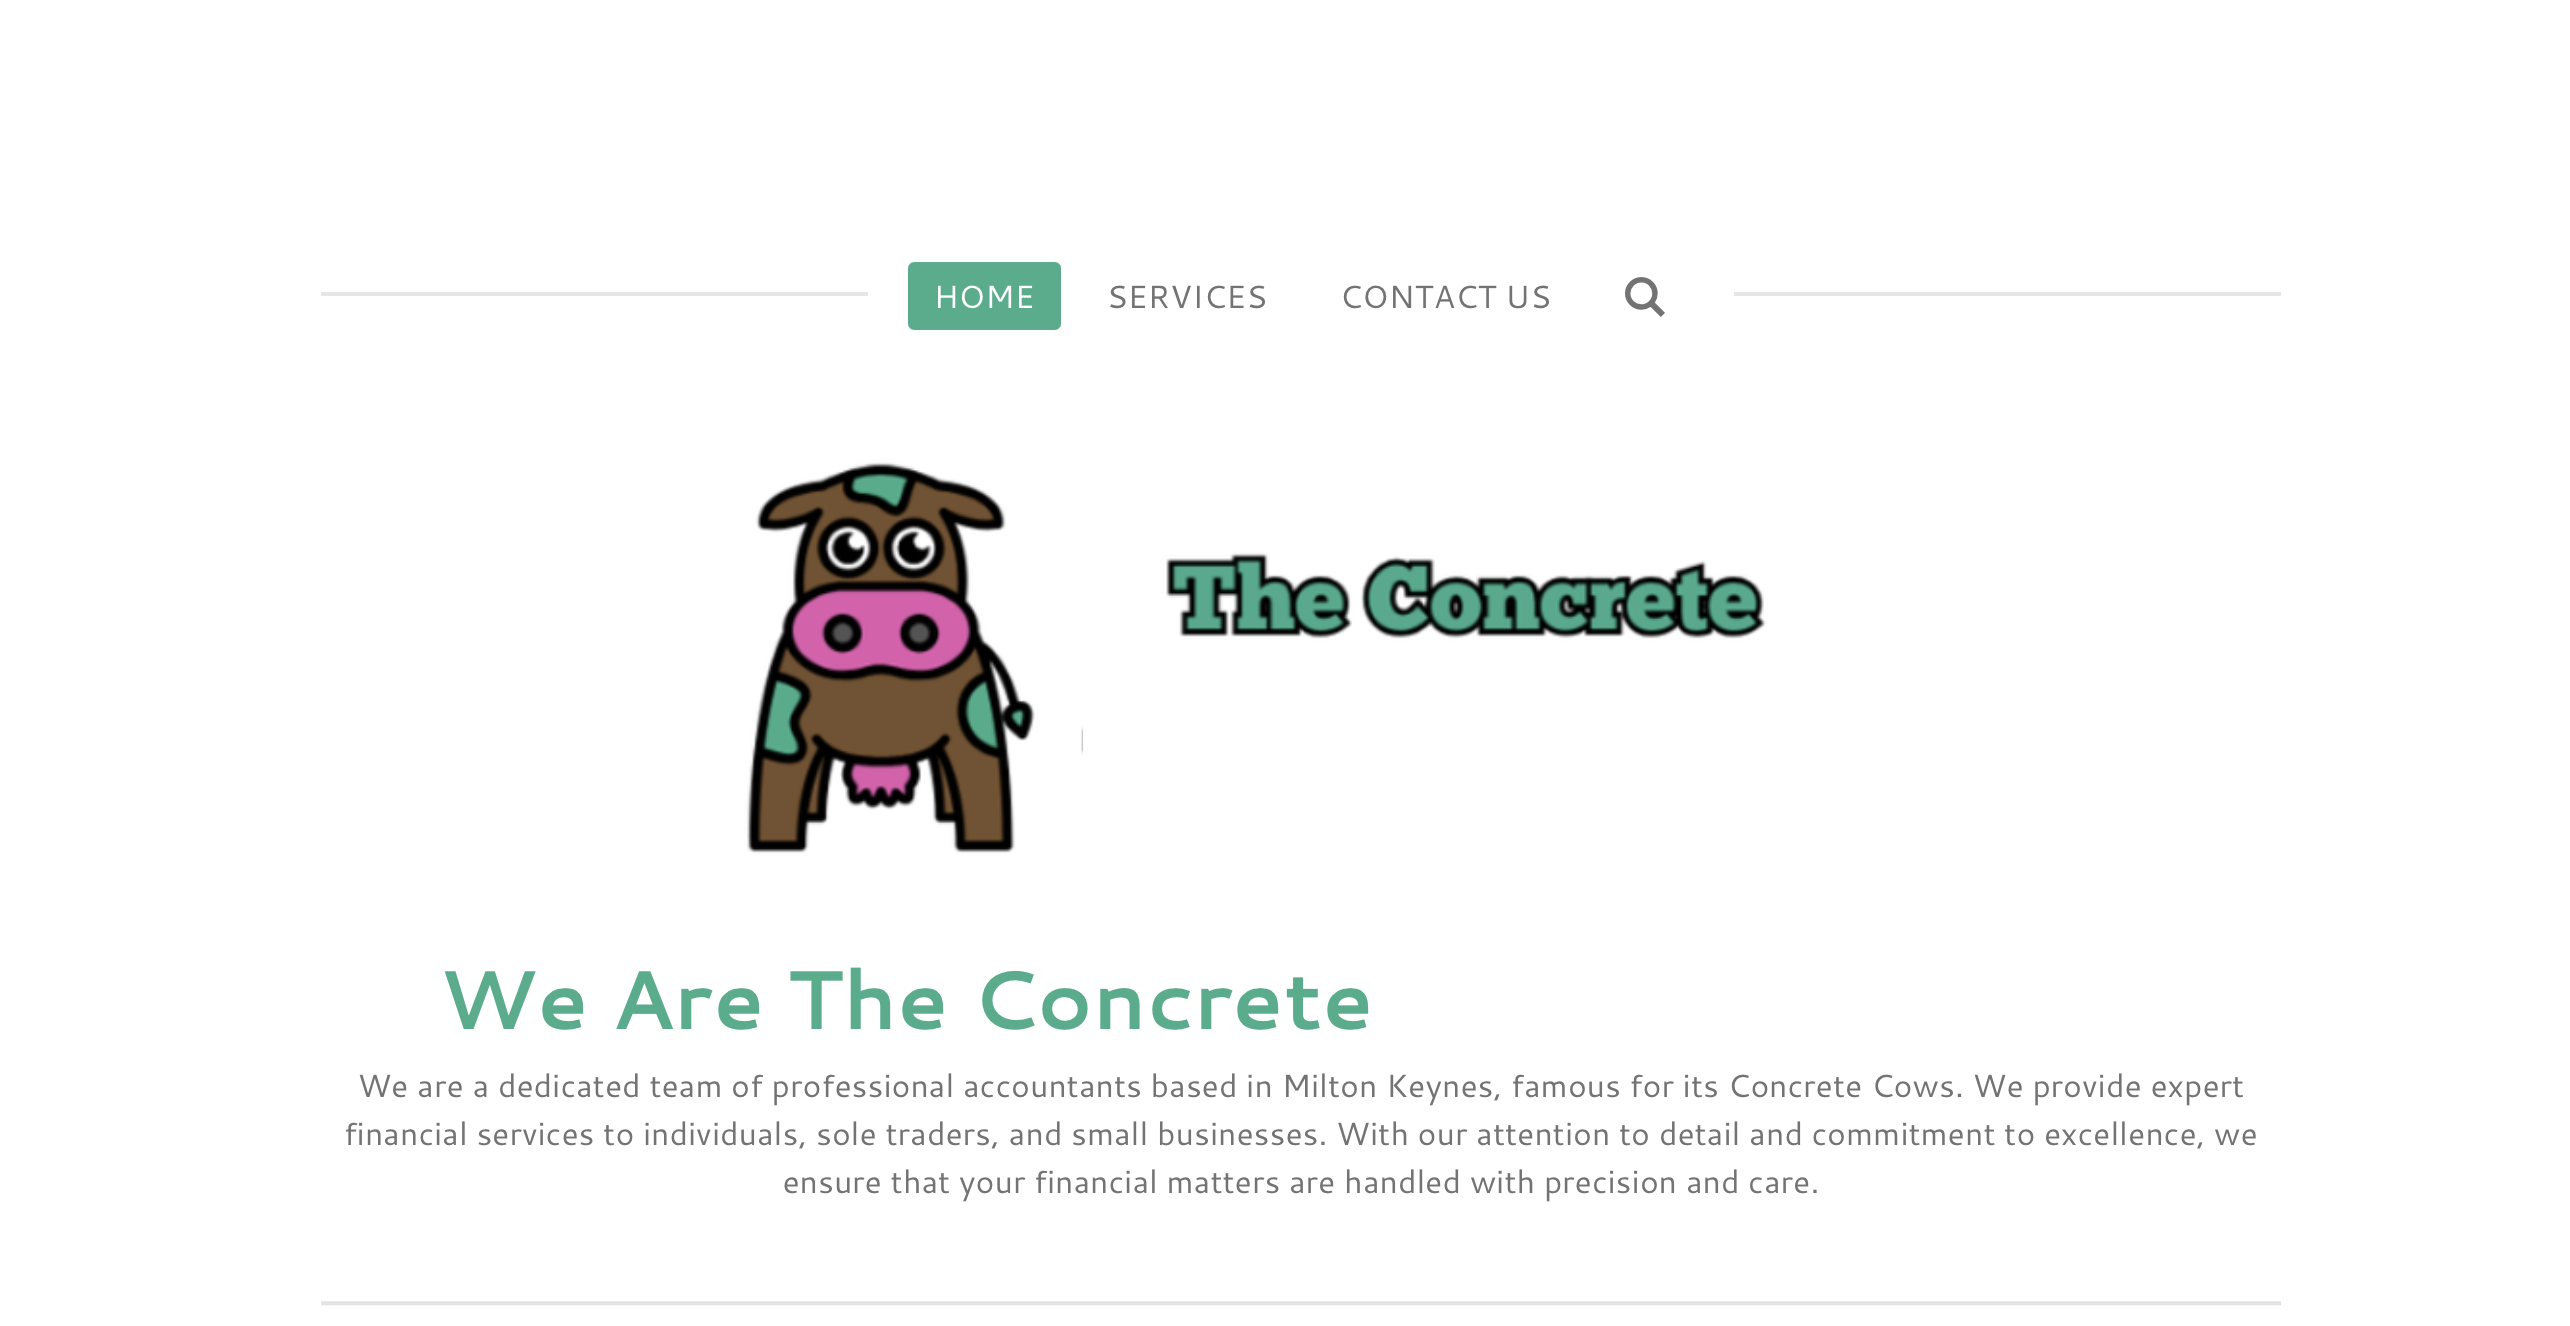 HOME SERVICES CONTACT US
The Concrete
We Are The Concrete
We are a dedicated team of professional accountants based in Milton Keynes, famous for its Concrete Cows. We provide expert
financial services to individuals, sole traders, and small businesses. With our attention to detail and commitment to excellence, we
ensure that your financial matters are handled with precision and care.